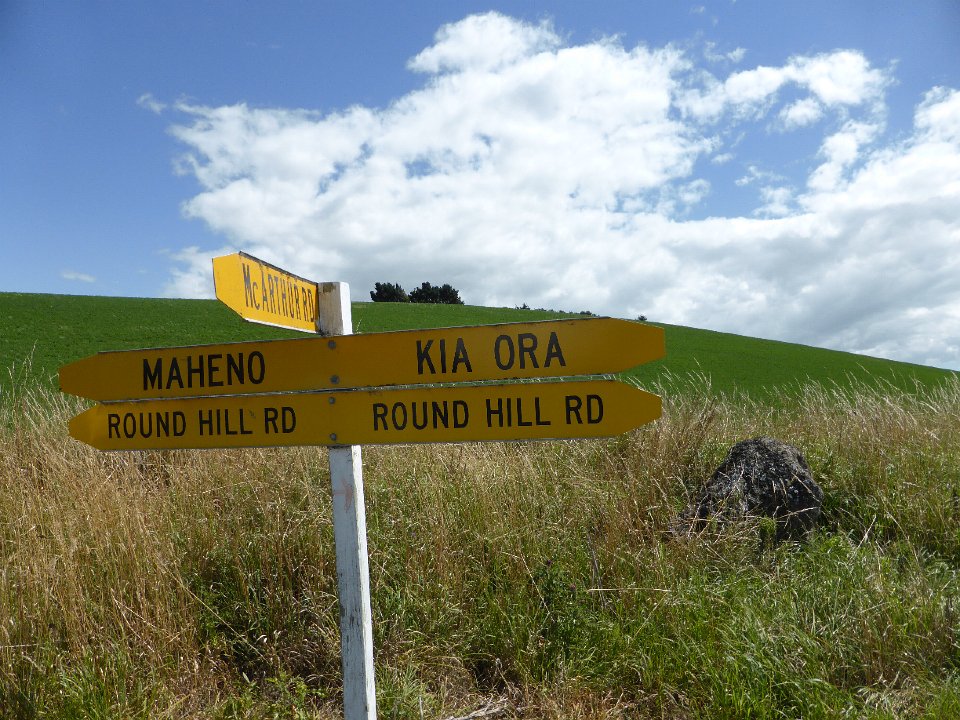 McARTHUR RD
MAHENO KIA ORA
ROUND HILL RD ROUND HILL RD